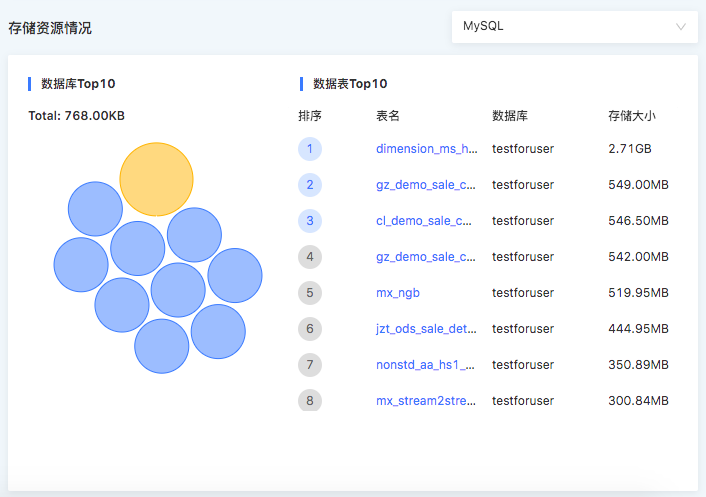 存储资源情况
MySQL
数据库Top10
Total: 768.00KB
数据表Top10
排序 表名 数据库 存储大小
1 dimension_ms_h... testforuser 2.71GB
2 gz_demo_sale_c... testforuser 549.00MB
3 cl_demo_sale_c... testforuser 546.50MB
4 gz_demo_sale_c... testforuser 542.00MB
5 mx_ngb testforuser 519.95MB
6 jzt_ods_sale_det... testforuser 444.95MB
7 nonstd_aa_hs1_... testforuser 350.89MB
8 mx_stream2stre... testforuser 300.84MB